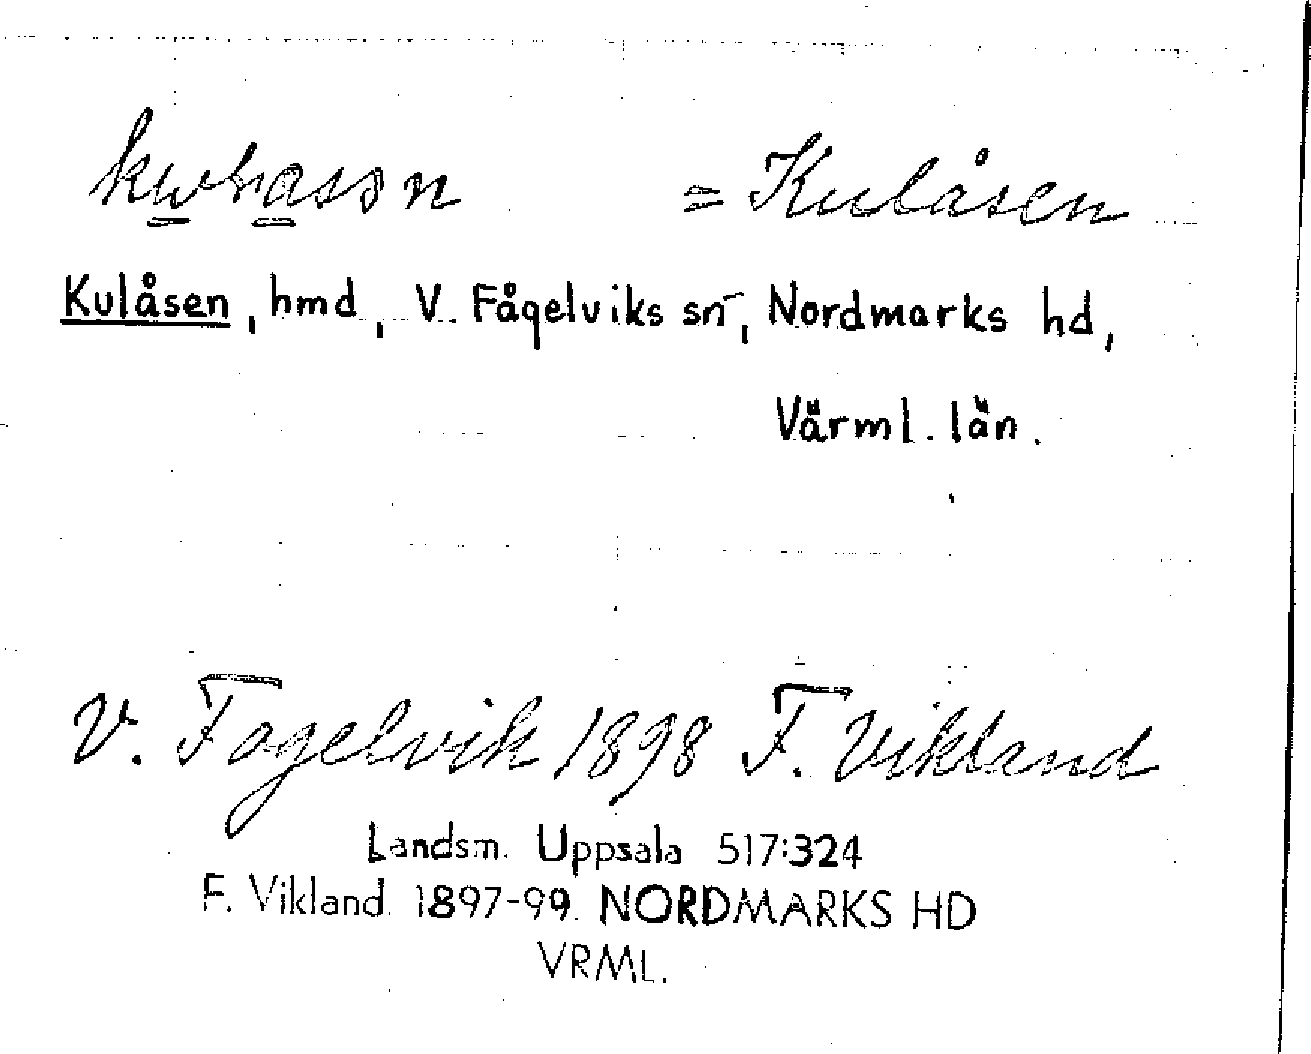 = Kulåsen
Kulåsen, hmd, V. Fågelviks sn, Nordmarks hd,
Värml. län.
V. Fogelvik 1898 F. Vikland
Landsm. Uppsala 517:324
F. Vikland. 1897-99. NORDMARKS HD
VRML.